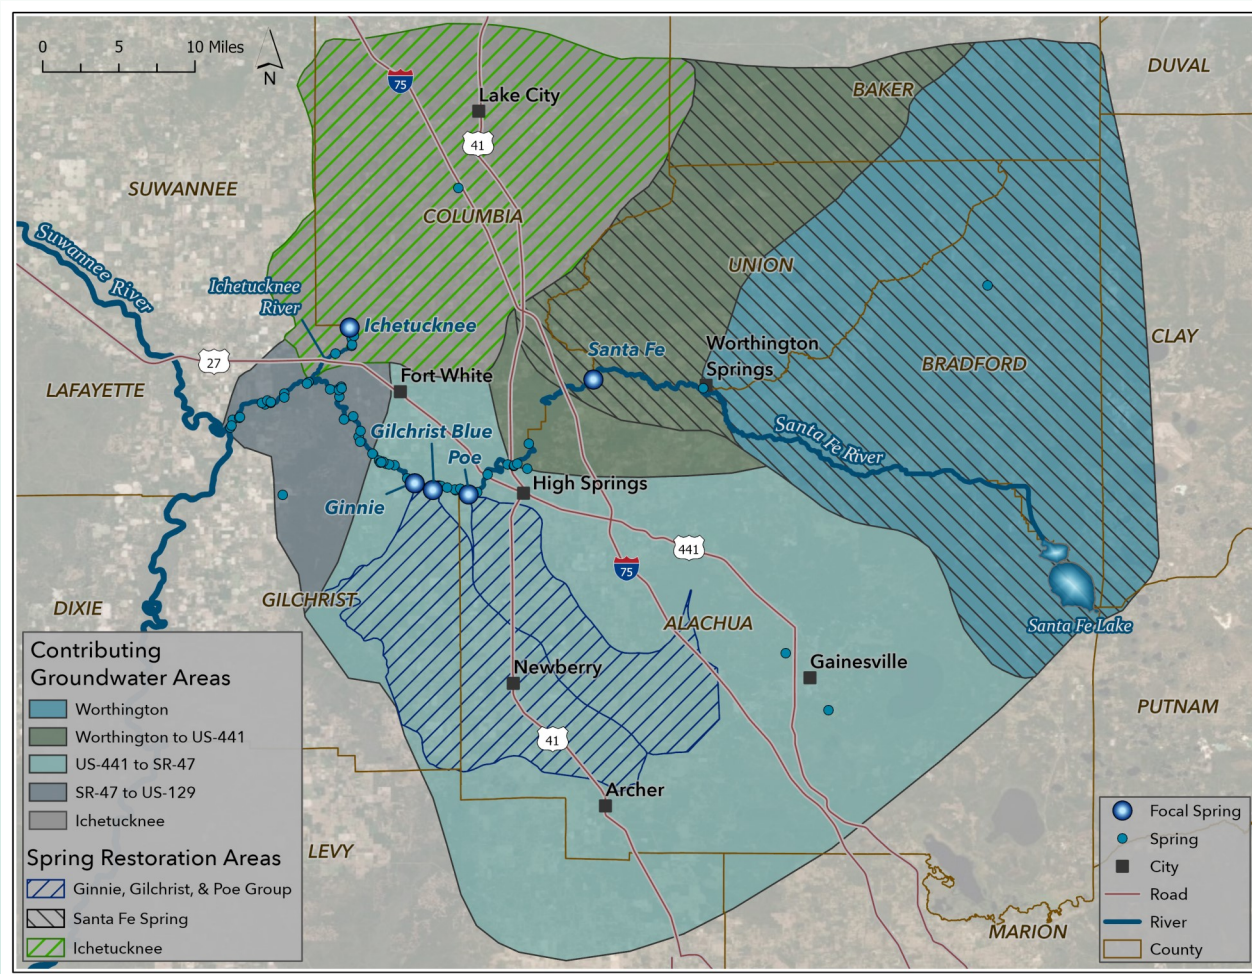 0 5 10 Miles
N
75
Lake City
41
DUVAL
BAKER
SUWANNEE
COLUMBIA
Suwannee River
Ichetucknee
River
UNION
Ichetucknee
27
Santa Fe
Worthington
Springs
CLAY
LAFAYETTE
Fort White
BRADFORD
Gilchrist Blue
Poe
Santa Fe River
High Springs
Ginnie
441
75
DIXIE
GILCHRIST
ALACHUA
Santa Fe Lake
Newberry
Gainesville
PUTNAM
41
Archer
LEVY
MARION
Contributing
Groundwater Areas
Worthington
Worthington to US-441
US-441 to SR-47
SR-47 to US-129
Ichetucknee
Spring Restoration Areas
Ginnie, Gilchrist, & Poe Group
Santa Fe Spring
Ichetucknee
Focal Spring
Spring
City
Road
River
County